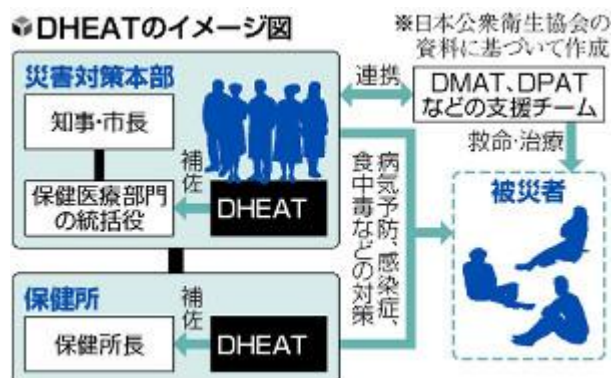 DHEATのイメージ図
※日本公衆衛生協会の
資料に基づいて作成
災害対策本部
知事・市長
保健医療部門
の統括役
補佐
DHEAT
連携
DMAT、DPAT
などの支援チーム
救命・治療
病気予防、感染症、
食中毒などの対策
被災者
保健所
保健所長
補佐
DHEAT